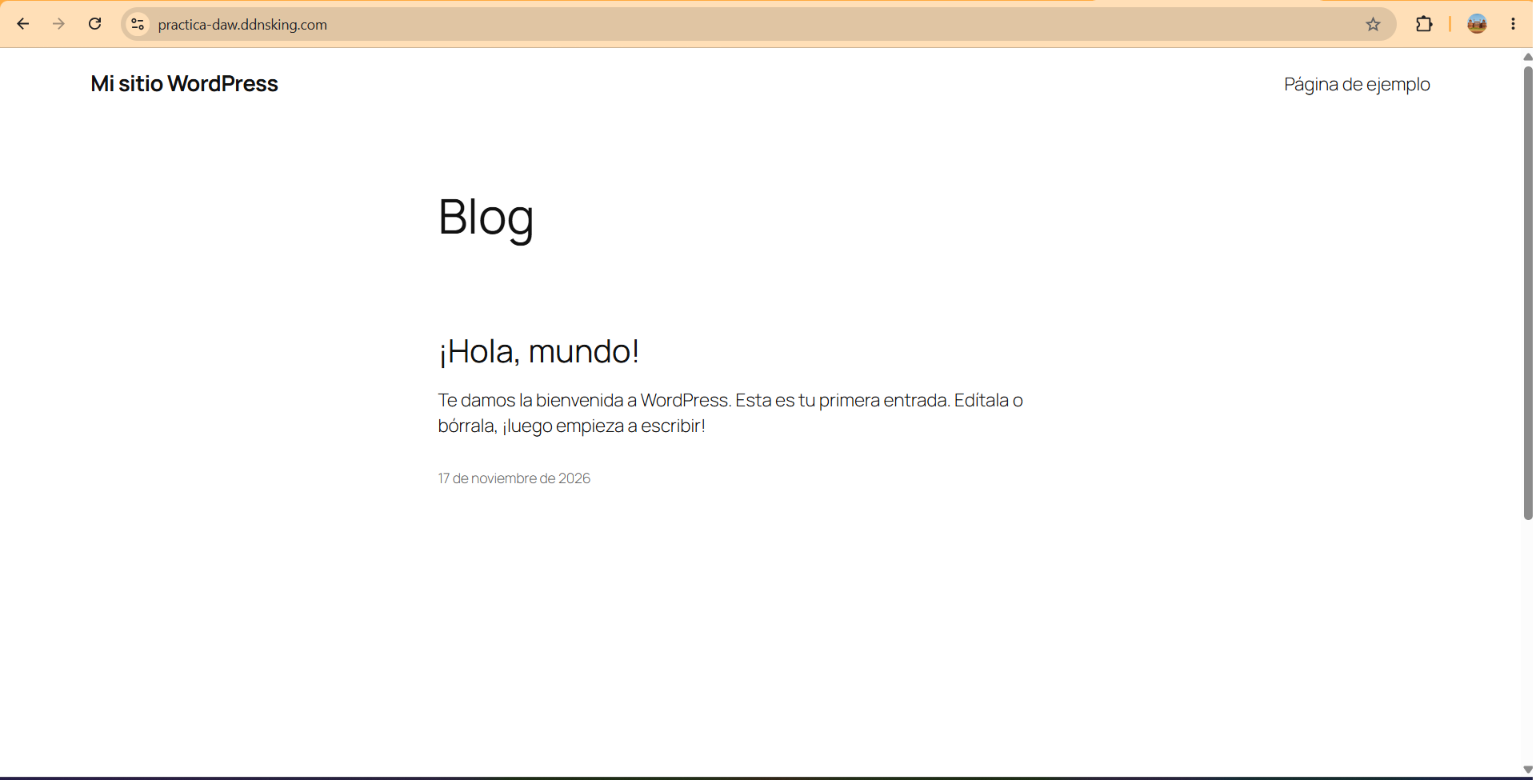 practica-daw.ddnsking.com
Mi sitio WordPress
Página de ejemplo
Blog
¡Hola, mundo!
Te damos la bienvenida a WordPress. Esta es tu primera entrada. Edítala o
bórrala, ¡luego empieza a escribir!
17 de noviembre de 2026